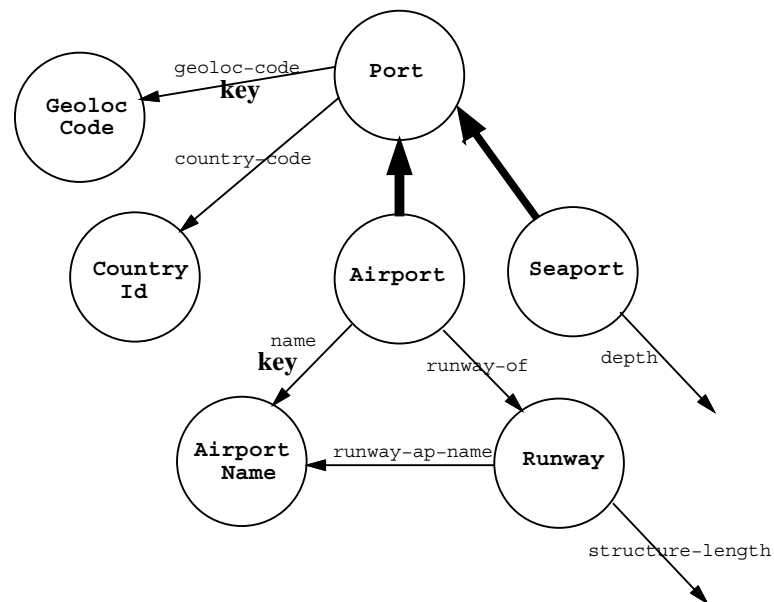 Port
geoloc-code
key
Geoloc
Code
country-code
Country
Id
Airport
Seaport
name
key
runway-of
depth
Airport
Name
runway-ap-name
Runway
structure-length